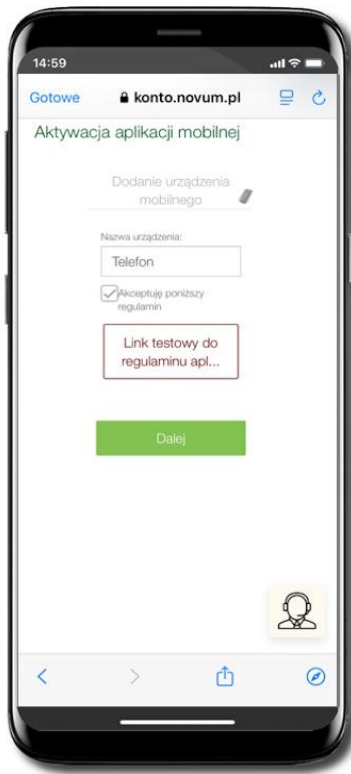 14:59
Gotowe
konto.novum.pl
Aktywacja aplikacji mobilnej
Dodanie urządzenia
mobilnego
Nazwa urządzenia:
Telefon
Akceptuję poniższy
regulamin
Link testowy do
regulaminu apl...
Dalej